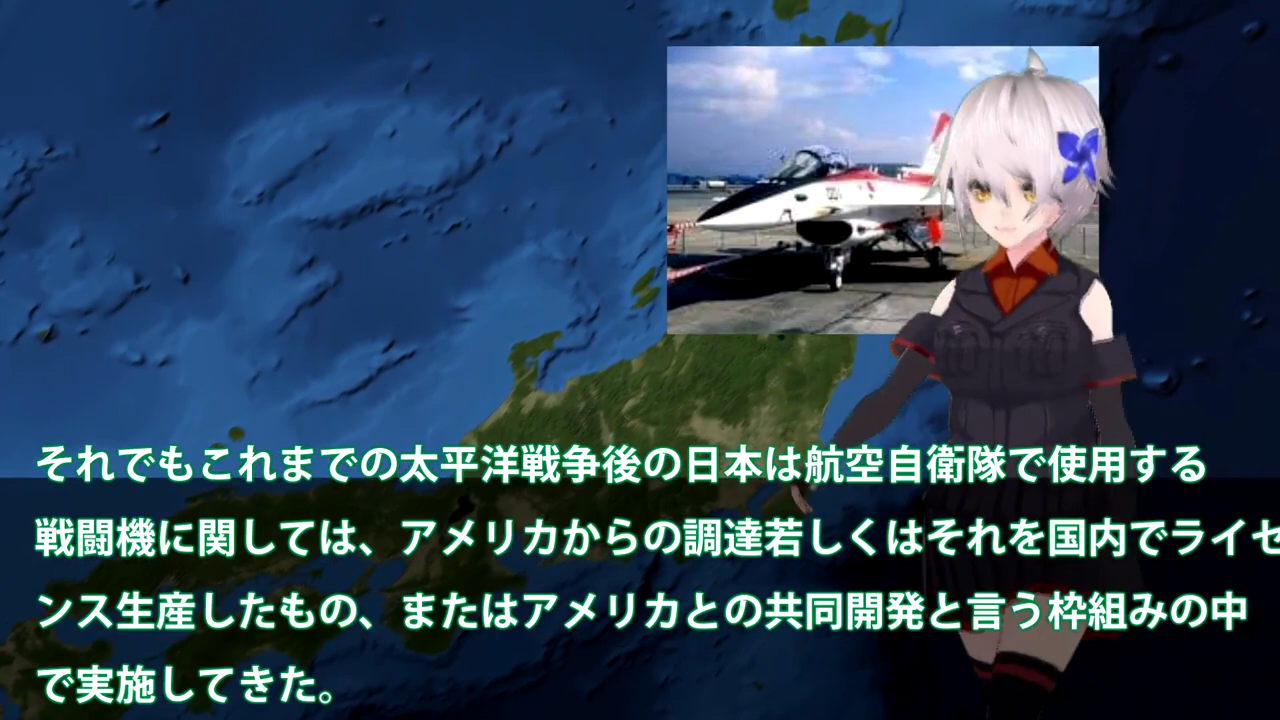 それでもこれまでの太平洋戦争後の日本は航空自衛隊で使用する
戦闘機に関しては、アメリカからの調達若しくはそれを国内でライセ
ンス生産したもの、またはアメリカとの共同開発と言う枠組みの中
で実施してきた。